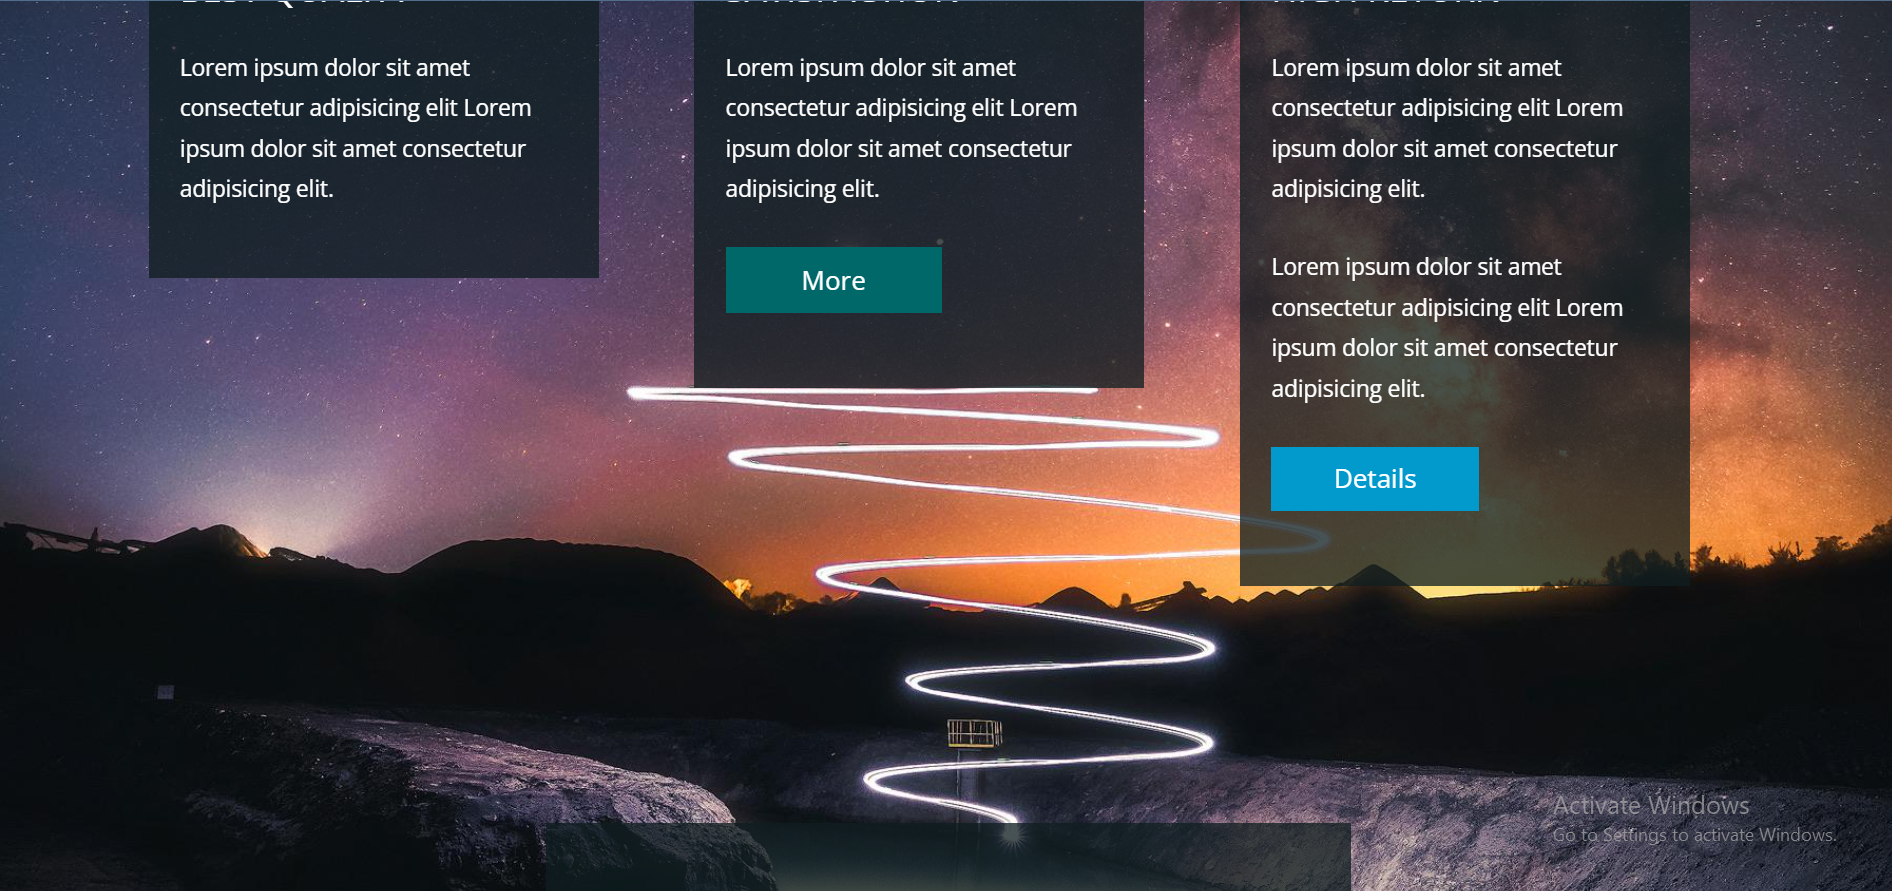 Lorem ipsum dolor sit amet
consectetur adipisicing elit Lorem
ipsum dolor sit amet consectetur
adipisicing elit.
Lorem ipsum dolor sit amet
consectetur adipisicing elit Lorem
ipsum dolor sit amet consectetur
adipisicing elit.
More
Lorem ipsum dolor sit amet
consectetur adipisicing elit Lorem
ipsum dolor sit amet consectetur
adipisicing elit.
Lorem ipsum dolor sit amet
consectetur adipisicing elit Lorem
ipsum dolor sit amet consectetur
adipisicing elit.
Details
Activate Windows
Go to Settings to activate Windows.